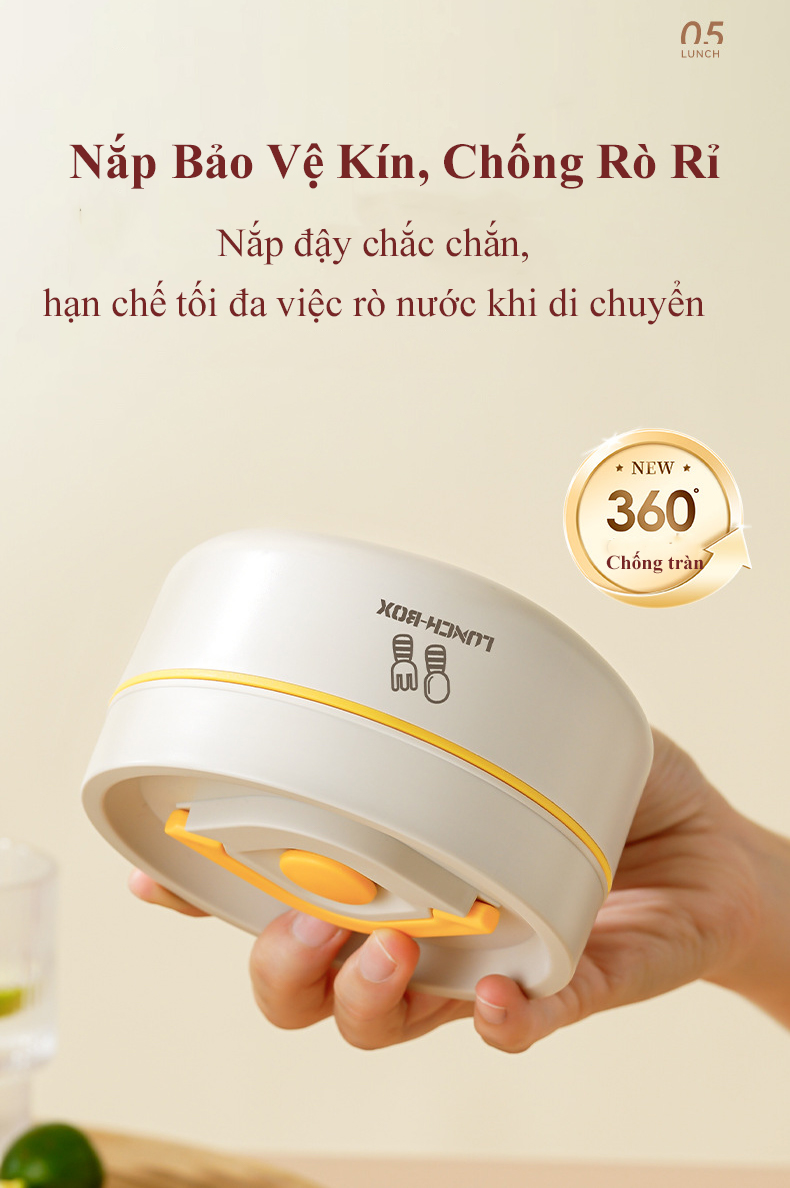 05
LUNCH
Nắp Bảo Vệ Kín, Chống Rò Rỉ
Nắp đậy chắc chắn,
hạn chế tối đa việc rò nước khi di chuyển
NEW
360°
Chống tràn
LUNCH-BOX